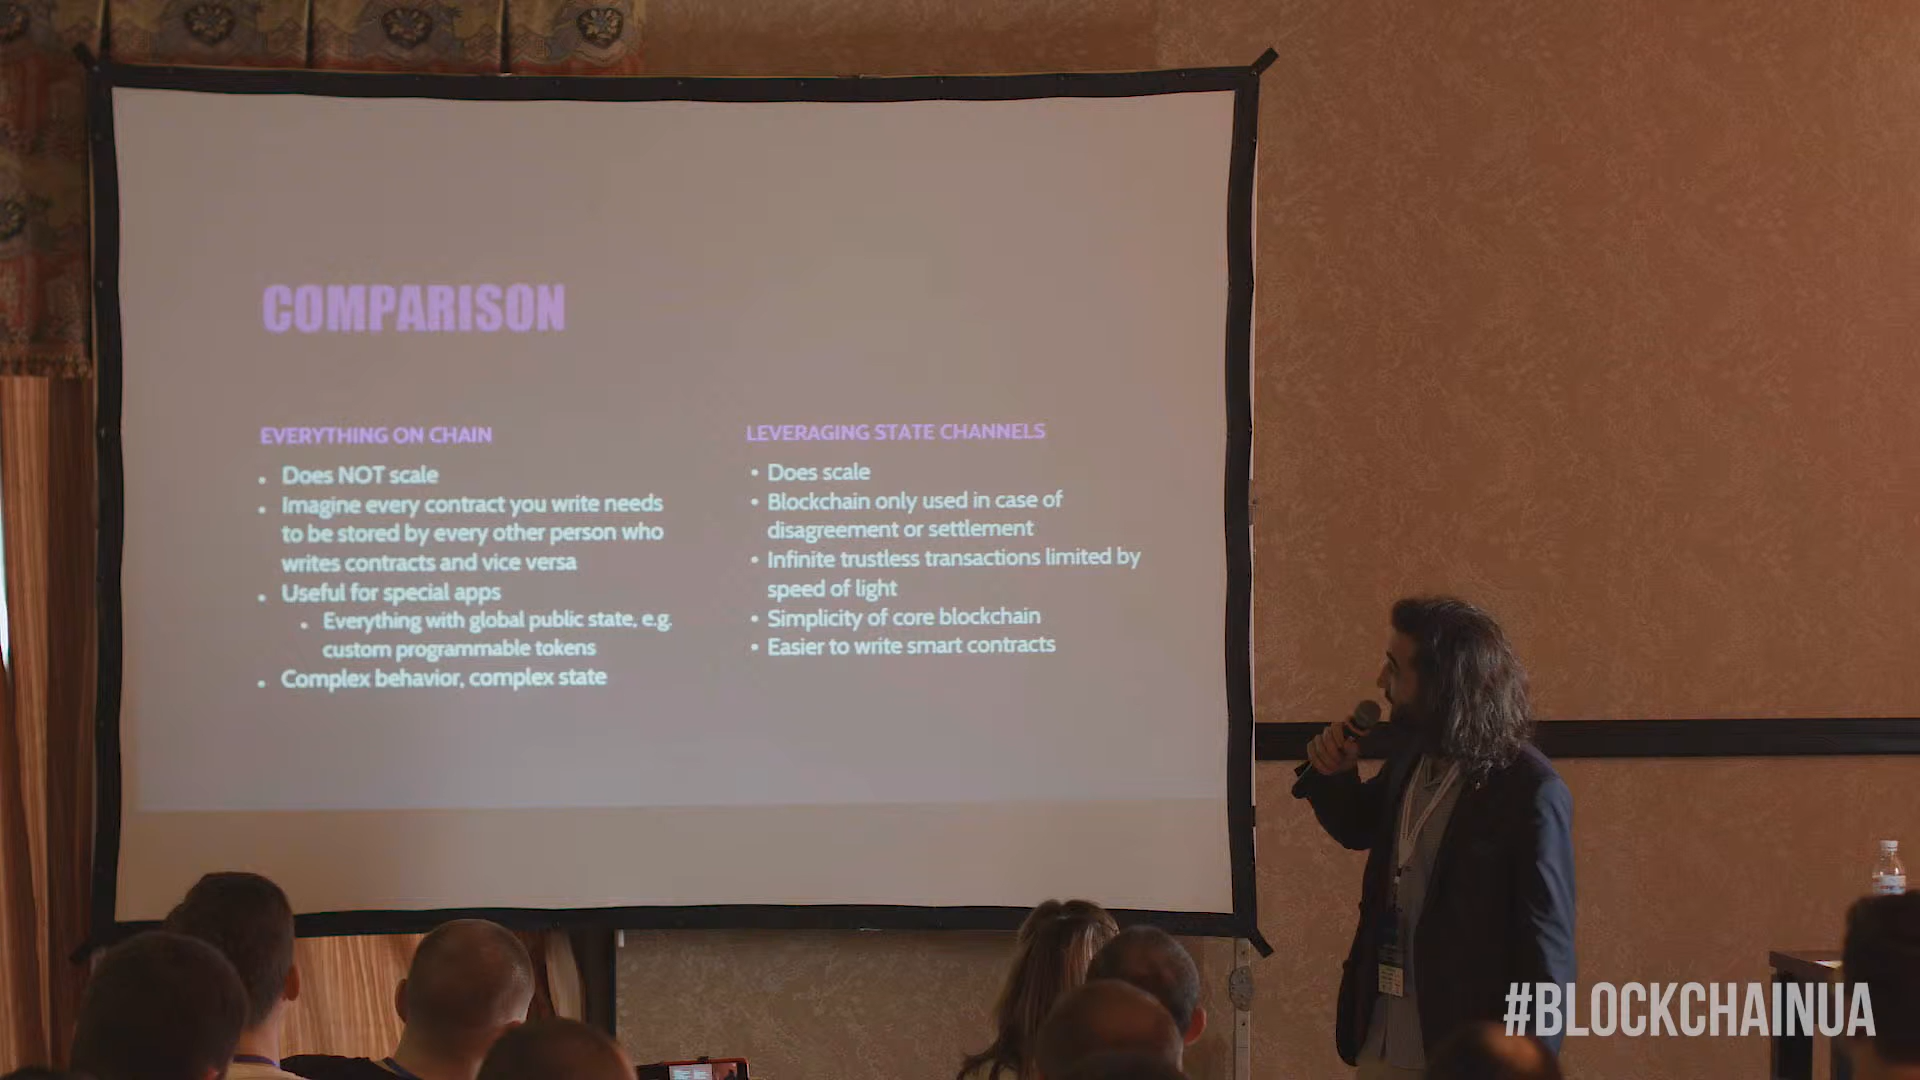 COMPARISON
EVERYTHING ON CHAIN
• Does NOT scale
• Imagine every contract you write needs
to be stored by every other person who
writes contracts and vice versa
• Useful for special apps
• Everything with global public state, e.g.
custom programmable tokens
• Complex behavior, complex state
LEVERAGING STATE CHANNELS
• Does scale
• Blockchain only used in case of
disagreement or settlement
• Infinite trustless transactions limited by
speed of light
• Simplicity of core blockchain
• Easier to write smart contracts
#BLOCKCHAINUA